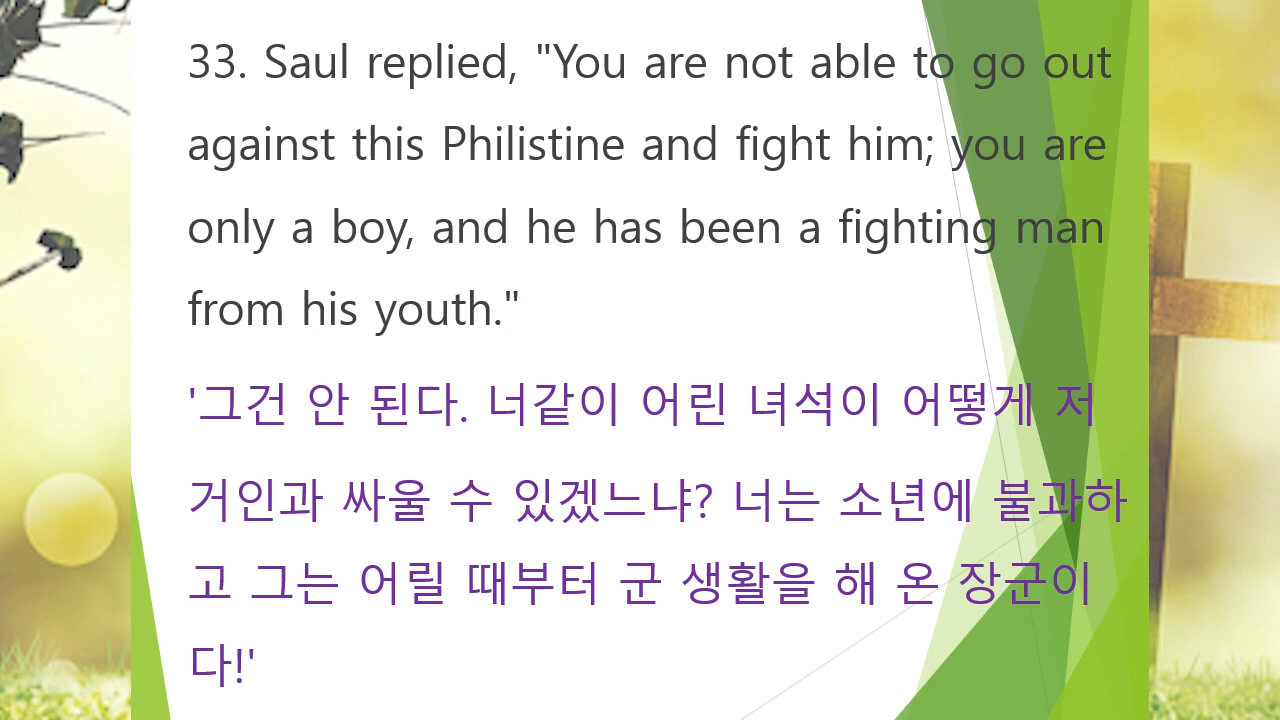 33. Saul replied, "You are not able to go out
against this Philistine and fight him; you are
only a boy, and he has been a fighting man
from his youth."
'그건 안 된다. 너같이 어린 녀석이 어떻게 저
거인과 싸울 수 있겠느냐? 너는 소년에 불과하
고 그는 어릴 때부터 군 생활을 해 온 장군이
다!'